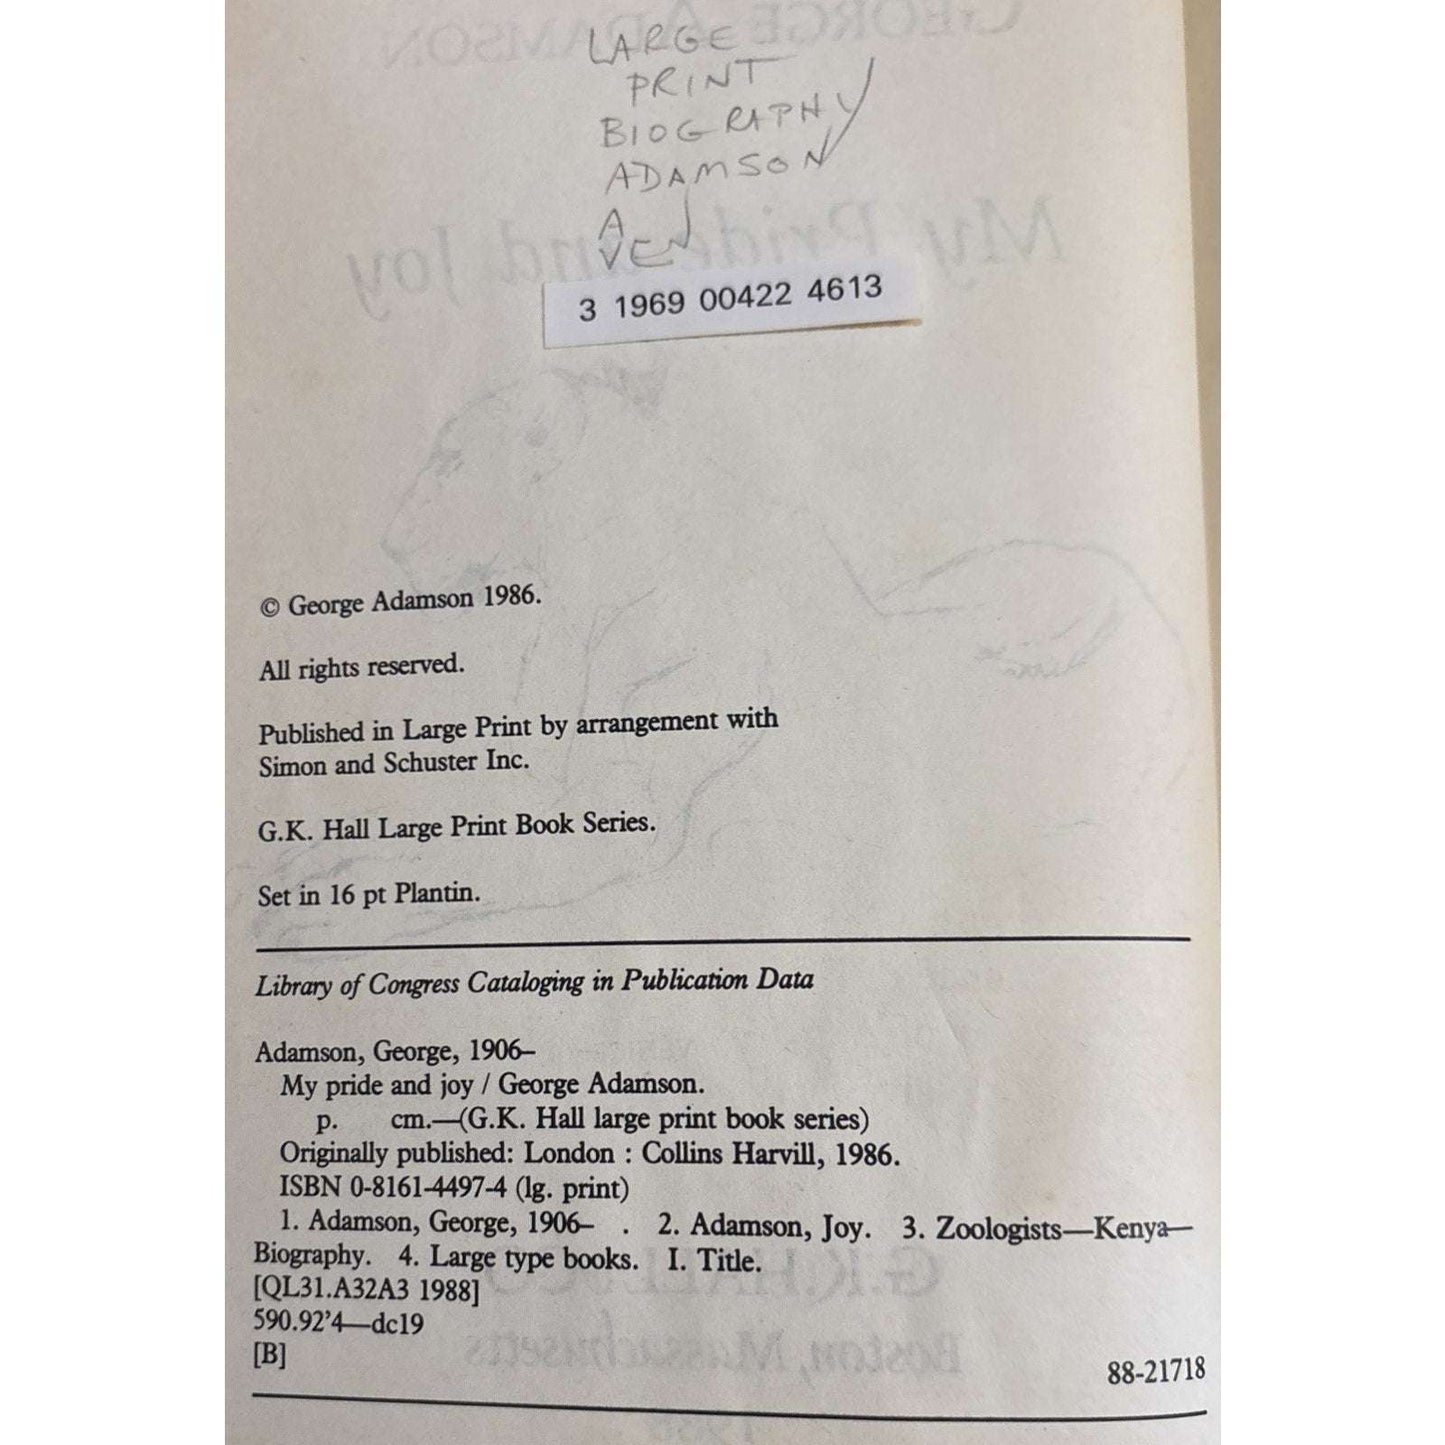 LARGE
PRINT
BIOGRAPHY
ADAMSON
A
VEN
3 1969 00422 4613
© George Adamson 1986.
All rights reserved.
Published in Large Print by arrangement with
Simon and Schuster Inc.
G.K. Hall Large Print Book Series.
Set in 16 pt Plantin.
Library of Congress Cataloging in Publication Data
Adamson, George, 1906–
My pride and joy / George Adamson.
p. cm.—(G.K. Hall large print book series)
Originally published: London : Collins Harvill, 1986.
ISBN 0-8161-4497-4 (lg. print)
1. Adamson, George, 1906– . 2. Adamson, Joy. 3. Zoologists—Kenya—
Biography. 4. Large type books. I. Title.
[QL31.A32A3 1988]
590.92'4—dc19
[B]
88-21718